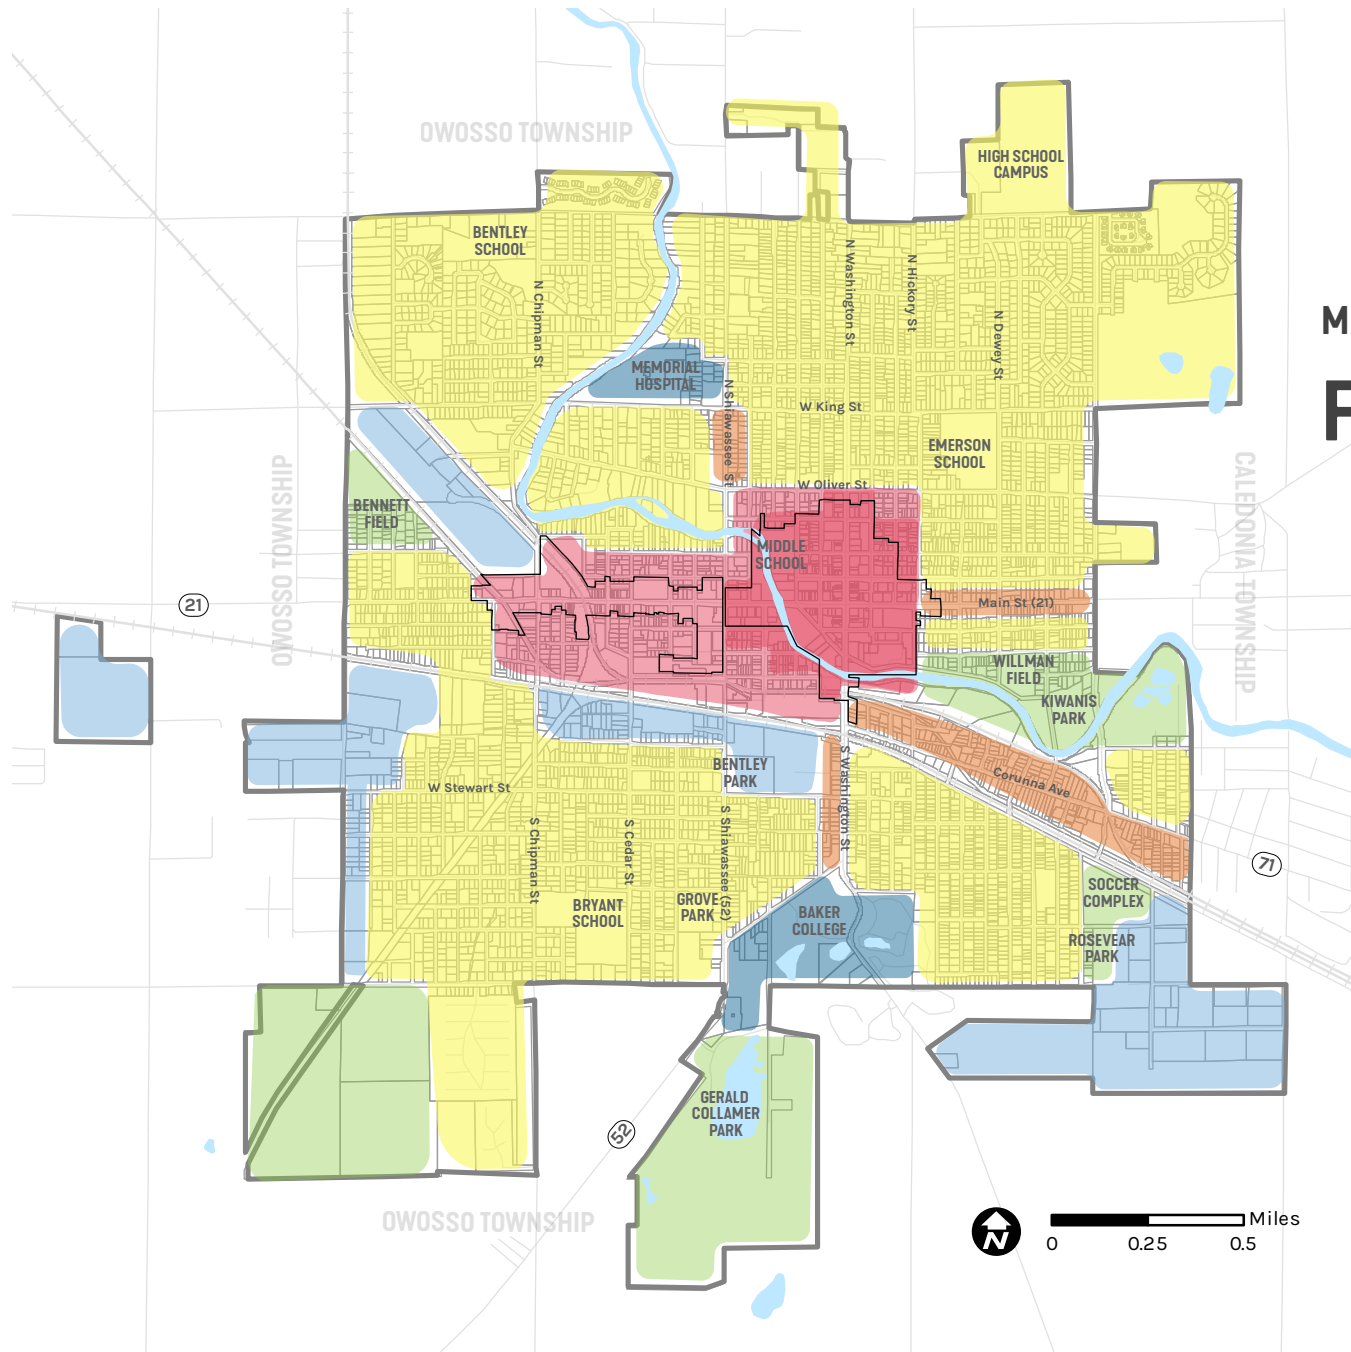 OWOSSO TOWNSHIP
HIGH SCHOOL
CAMPUS
BENTLEY
SCHOOL
N Chipman St
N Washington St
N Hickory St
N Dewey St
M
MEMORIAL
HOSPITAL
N Shiawassee St
W King St
F
EMERSON
SCHOOL
W Oliver St
BENNETT
FIELD
OWOSSO TOWNSHIP
CALEDONNA TOWNSHIP
MIDDLE
SCHOOL
21
Main St (21)
WILLMAN
FIELD
KIWANIS
PARK
BENTLEY
PARK
W Stewart St
S Washington St
Corunna Ave
S Chipman St
S Cedar St
S Shiawassee (52)
71
BRYANT
SCHOOL
GROVE
PARK
BAKER
COLLEGE
SOCCER
COMPLEX
ROSEVEAR
PARK
GERALD
COLLAMER
PARK
52
OWOSSO TOWNSHIP
N
Miles
0 0.25 0.5